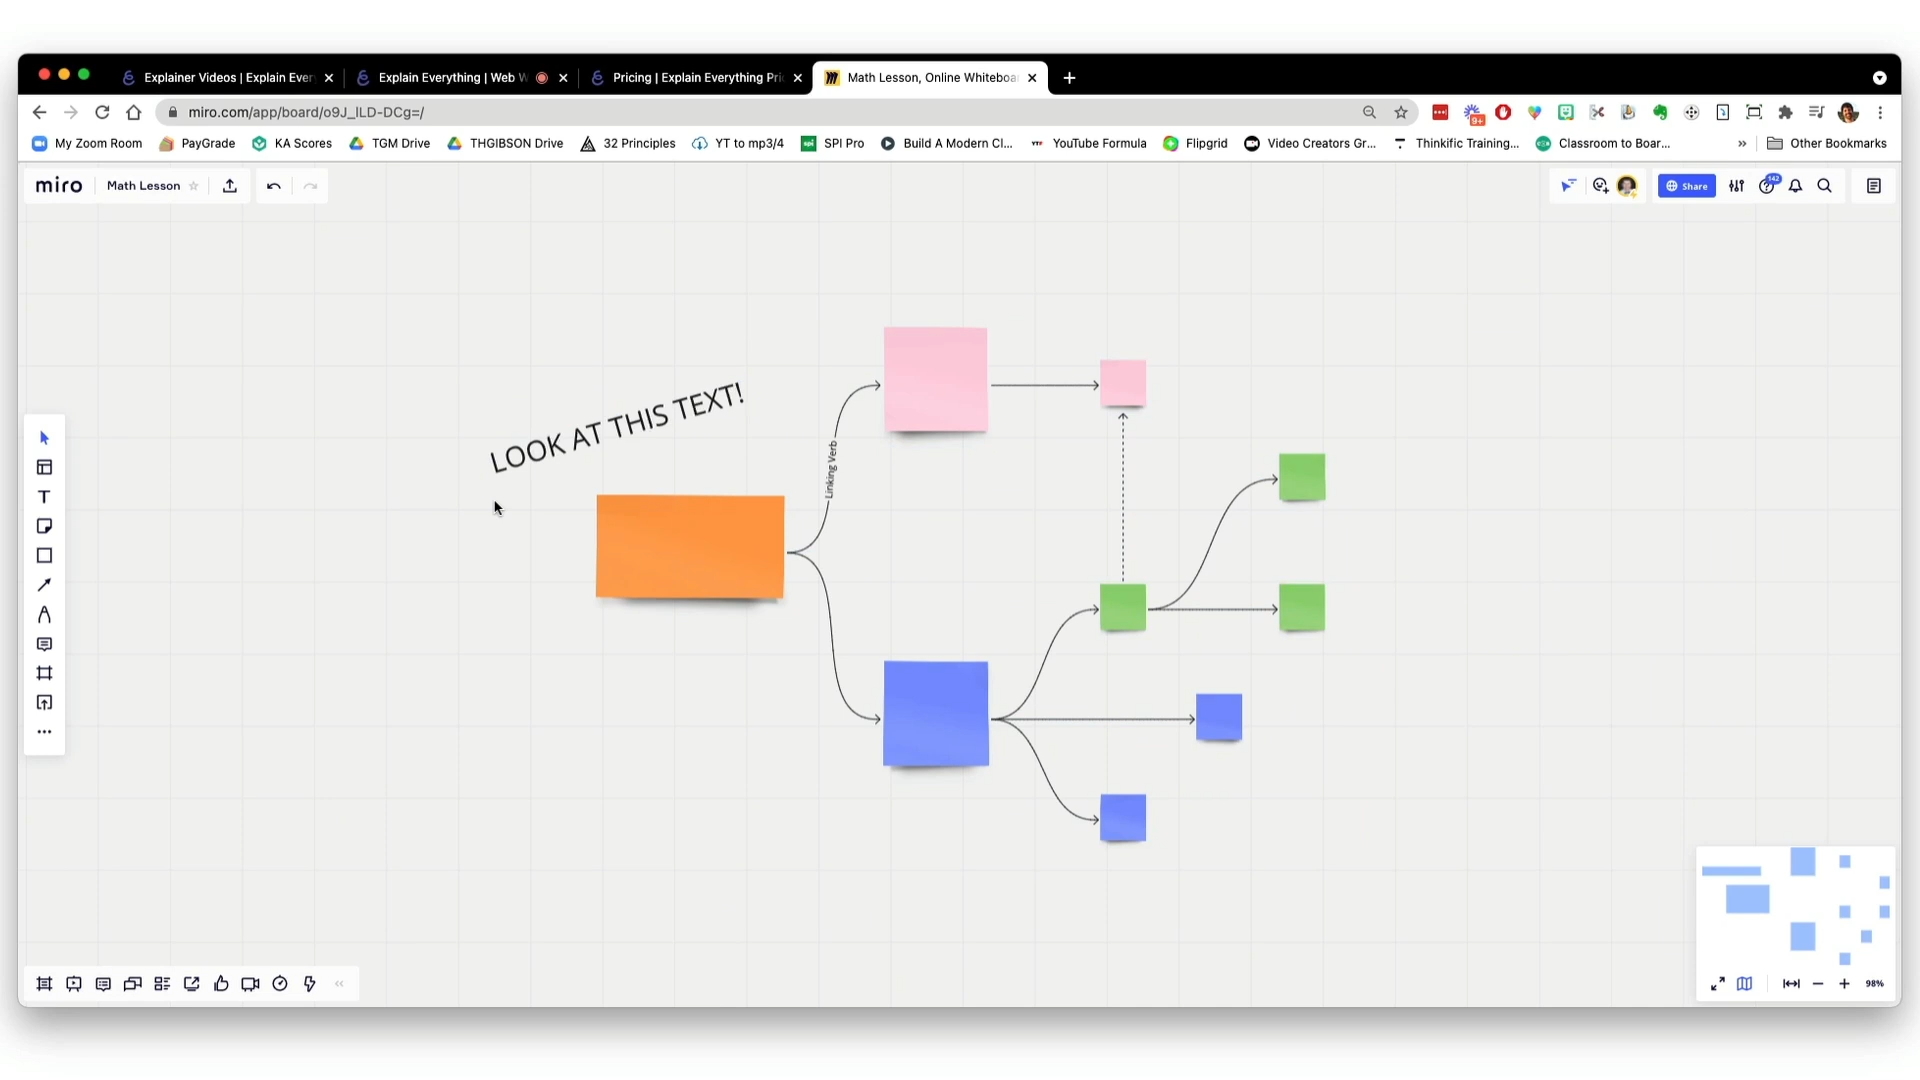 Explainer Videos | Explain Ever
Explain Everything | Web W
Pricing | Explain Everything Pri
Math Lesson, Online Whiteboa
miro.com/app/board/o9J_lLD-DCg=/
9+
My Zoom Room
PayGrade
KA Scores
TGM Drive
THGIBSON Drive
32 Principles
YT to mp3/4
SPI Pro
Build A Modern Cl...
YouTube Formula
Flipgrid
Video Creators Gr...
Thinkific Training...
Classroom to Boar...
»
Other Bookmarks
miro
Math Lesson
Share
142
LOOK AT THIS TEXT!
Linking Verb
98%